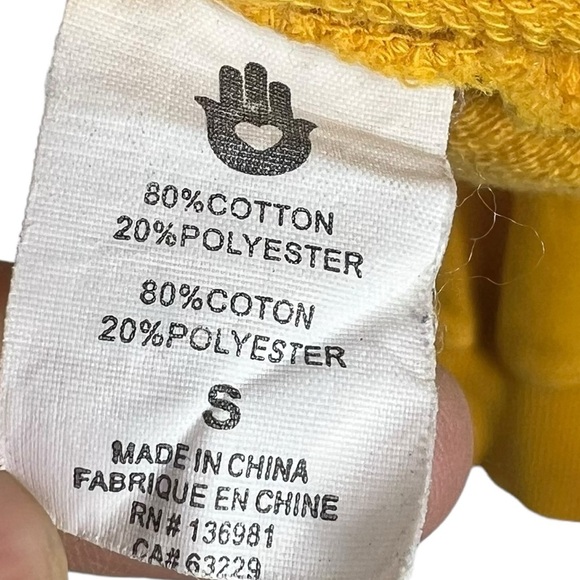 80%COTTON
20%POLYESTER
80%COTON
20%POLYESTER
S
MADE IN CHINA
FABRIQUE EN CHINE
RN# 136981
CA# 63229